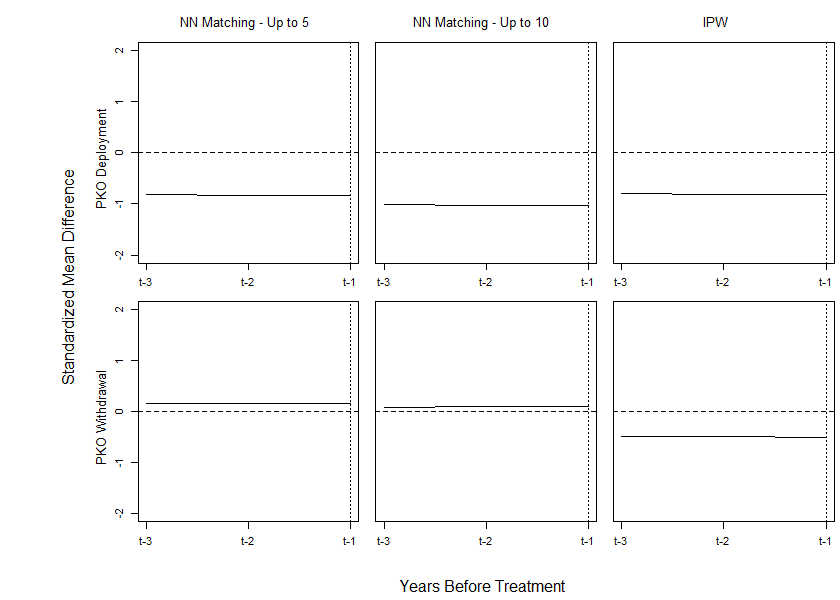 NN Matching - Up to 5 NN Matching - Up to 10 IPW
Standardized Mean Difference
PKO Deployment
2
1
0
-1
-2
t-3 t-2 t-1 t-3 t-2 t-1 t-3 t-2 t-1
PKO Withdrawal
2
1
0
-1
-2
t-3 t-2 t-1 t-3 t-2 t-1 t-3 t-2 t-1
Years Before Treatment